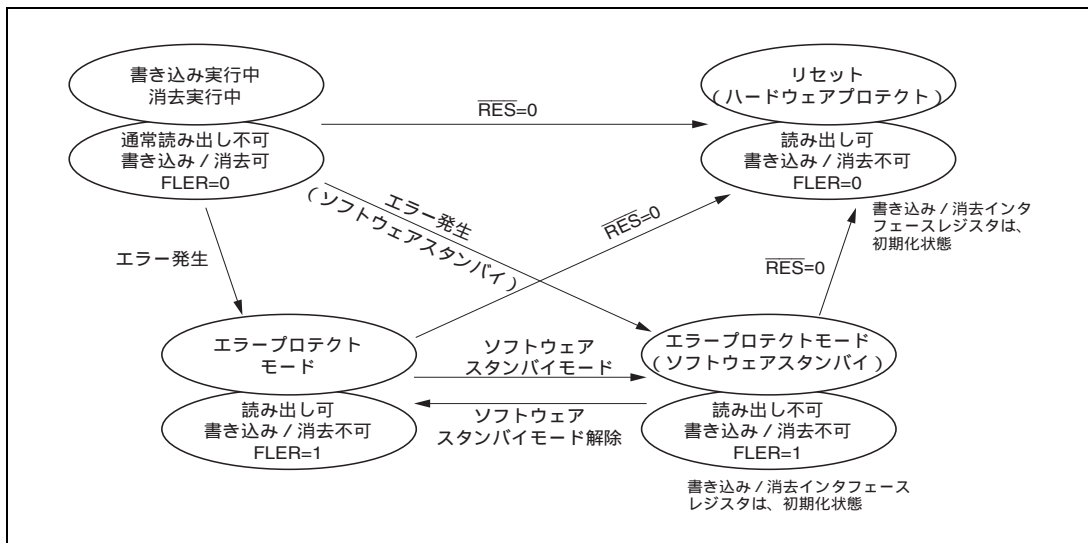 書き込み実行中
消去実行中
通常読み出し不可
書き込み / 消去可
FLER=0
RES=0
リセット
(ハードウェアプロテクト)
読み出し可
書き込み / 消去不可
FLER=0
書き込み / 消去インタ
フェースレジスタは、
初期化状態
エラー発生
(ソフトウェアスタンバイ)
RES=0
RES=0
エラー発生
エラープロテクト
モード
読み出し可
書き込み / 消去不可
FLER=1
ソフトウェア
スタンバイモード
ソフトウェア
スタンバイモード解除
エラープロテクトモード
(ソフトウェアスタンバイ)
読み出し不可
書き込み / 消去不可
FLER=1
書き込み / 消去インタフェース
レジスタは、初期化状態